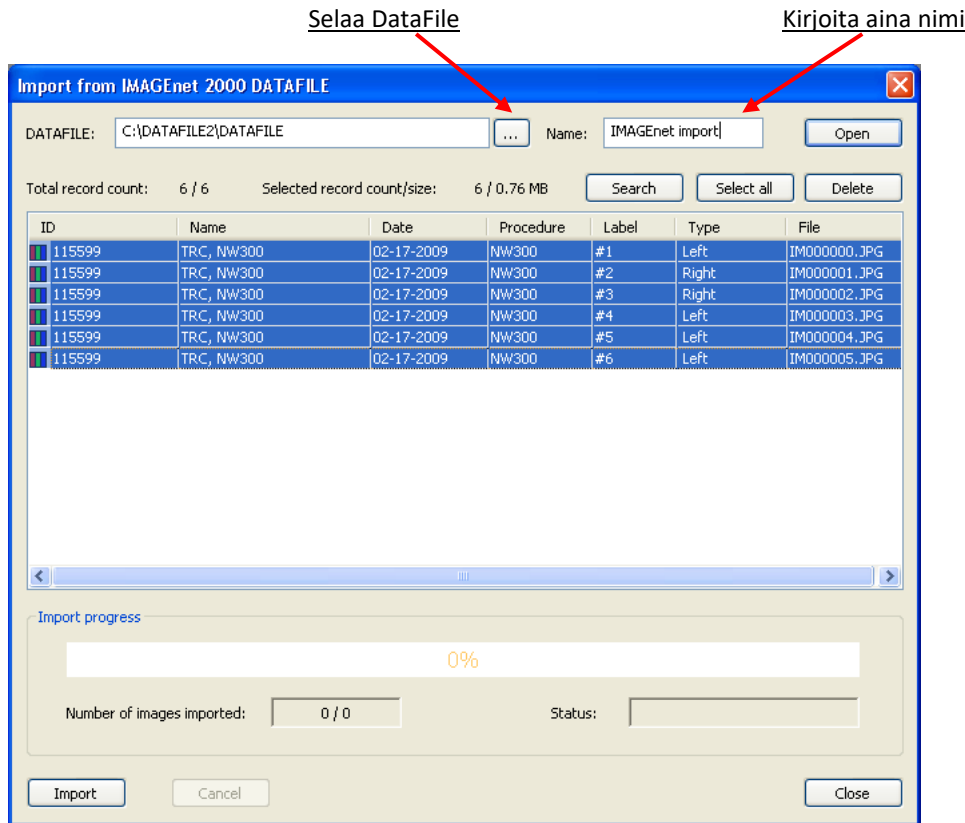 Selaa DataFile Kirjoita aina nimi
Import from IMAGEnet 2000 DATAFILE
DATAFILE: C:\DATAFILE2\DATAFILE ... Name: IMAGEnet import Open
Total record count: 6 / 6 Selected record count/size: 6 / 0.76 MB Search Select all Delete
ID Name Date Procedure Label Type File
115599 TRC, NW300 02-17-2009 NW300 #1 Left IM000000.JPG
115599 TRC, NW300 02-17-2009 NW300 #2 Right IM000001.JPG
115599 TRC, NW300 02-17-2009 NW300 #3 Right IM000002.JPG
115599 TRC, NW300 02-17-2009 NW300 #4 Left IM000003.JPG
115599 TRC, NW300 02-17-2009 NW300 #5 Left IM000004.JPG
115599 TRC, NW300 02-17-2009 NW300 #6 Left IM000005.JPG
Import progress
0%
Number of images imported: 0 / 0 Status:
Import Cancel Close